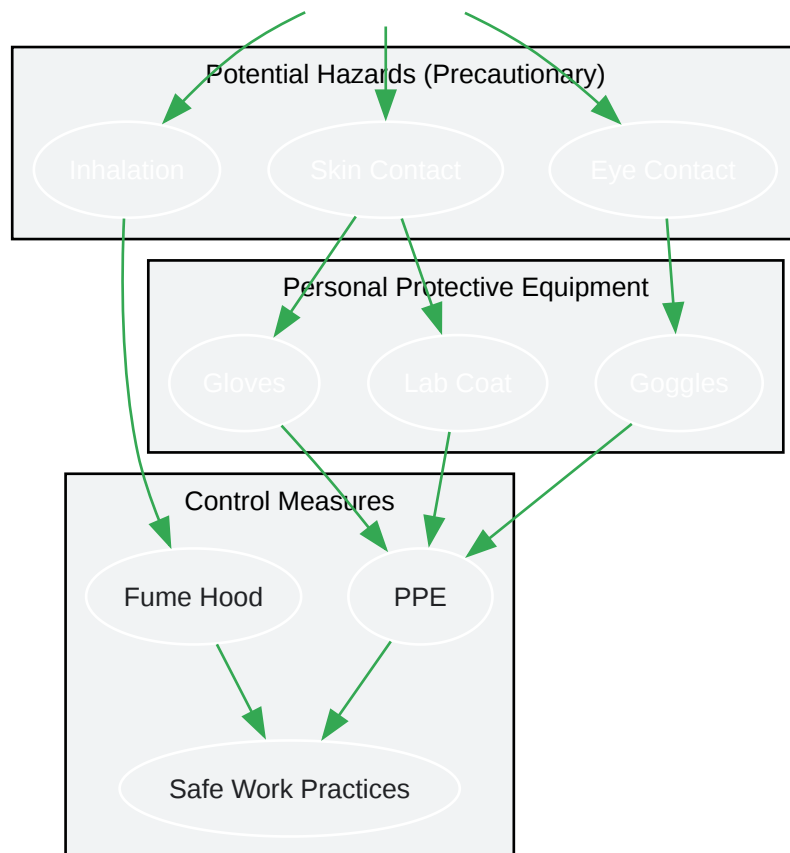 Potential Hazards (Precautionary)
Inhalation
Skin Contact
Eye Contact
Personal Protective Equipment
Gloves
Lab Coat
Goggles
Control Measures
Fume Hood
PPE
Safe Work Practices